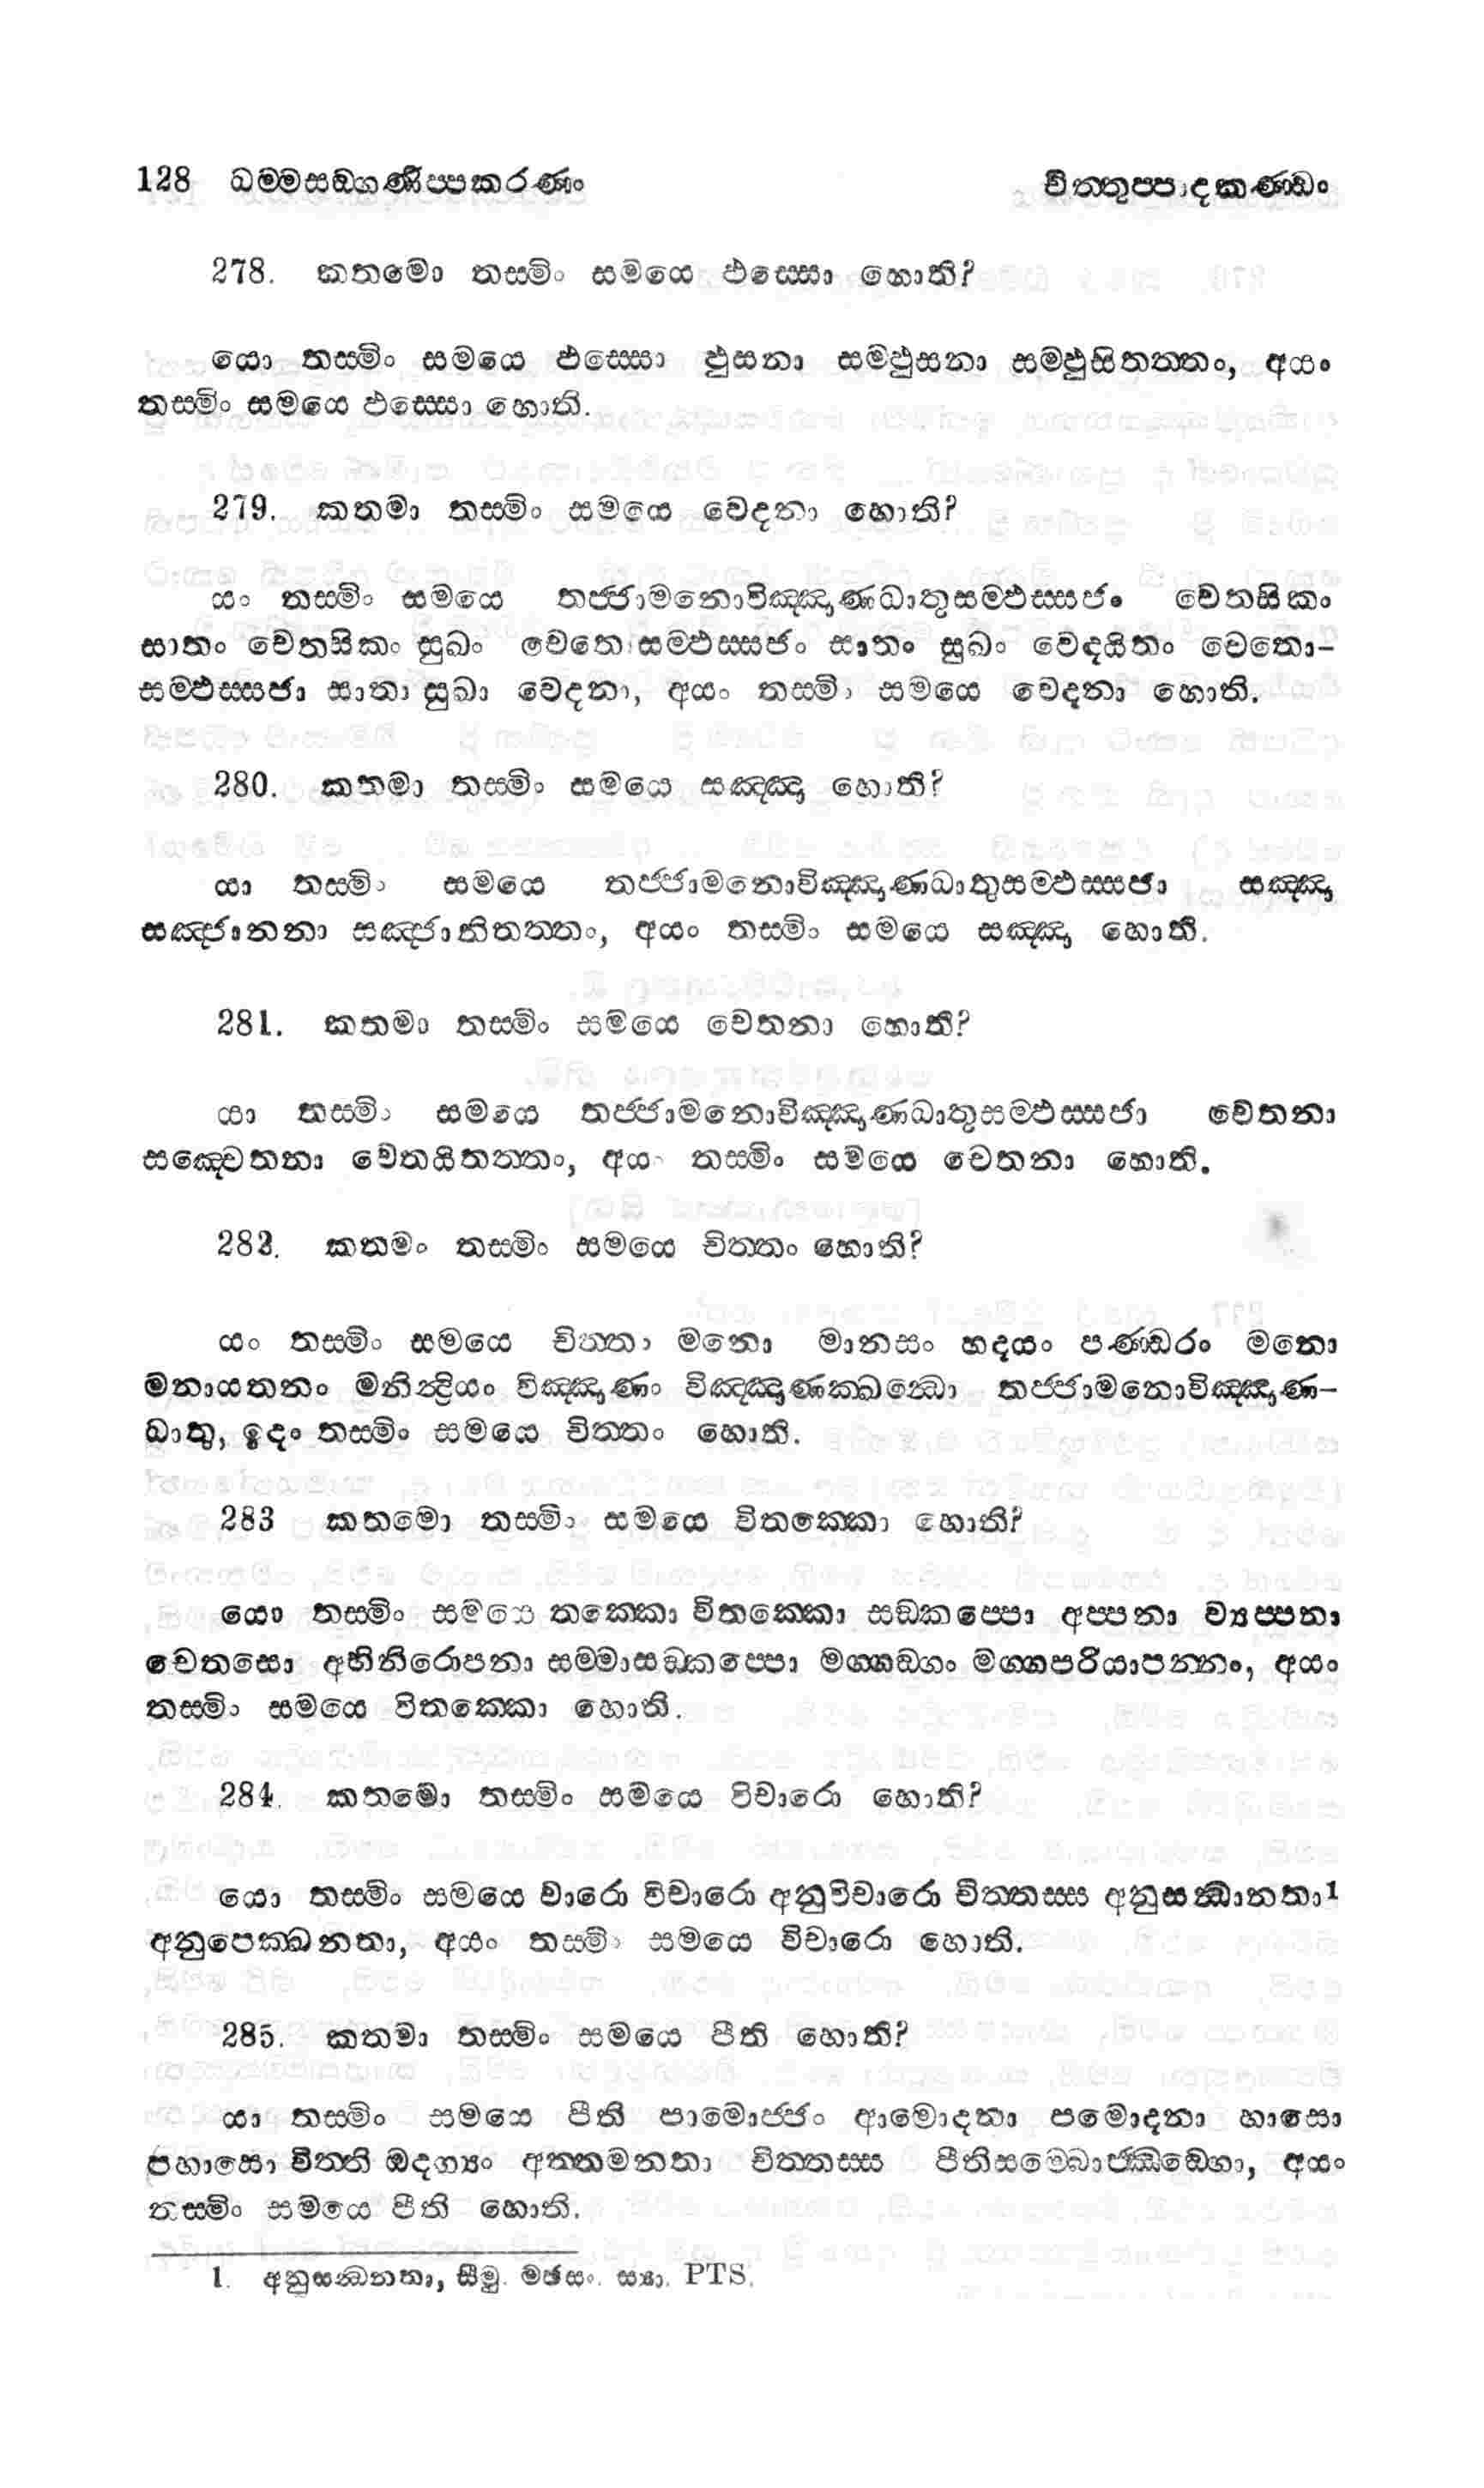 128 ධම්මසඞ්ගණිප්පකරණං චිත්තුප්පාදකණ්ඩං
278. කතමො තස්මිං සමයෙ ඵස්සො හොති?
යො තස්මිං සමයෙ ඵස්සො ඵුසනා සම්ඵුසනා සම්ඵුසිතත්තං, අයං
තස්මිං සමයෙ ඵස්සො හොති.
279. කතමා තස්මිං සමයෙ වෙදනා හොති?
යං තස්මිං සමයෙ තජ්ජාමනොවිඤ්ඤාණධාතුසම්ඵස්සජං චෙතසිකං
සාතං චෙතසිකං සුඛං චෙතොසම්ඵස්සජං සාතං සුඛං වෙදයිතං චෙතො-
සම්ඵස්සජා සාතා සුඛා වෙදනා, අයං තස්මිං සමයෙ වෙදනා හොති.
280. කතමා තස්මිං සමයෙ සඤ්ඤා හොති?
යා තස්මිං සමයෙ තජ්ජාමනොවිඤ්ඤාණධාතුසම්ඵස්සජා සඤ්ඤා
සඤ්ජානනා සඤ්ජානිතත්තං, අයං තස්මිං සමයෙ සඤ්ඤා හොති.
281. කතමා තස්මිං සමයෙ චෙතනා හොති?
යා තස්මිං සමයෙ තජ්ජාමනොවිඤ්ඤාණධාතුසම්ඵස්සජා චෙතනා
සඤ්චෙතනා චෙතයිතත්තං, අයං තස්මිං සමයෙ චෙතනා හොති.
282. කතමං තස්මිං සමයෙ චිත්තං හොති?
යං තස්මිං සමයෙ චිත්තං මනො මානසං හදයං පණ්ඩරං මනො
මනායතනං මනින්ද්‍රියං විඤ්ඤාණං විඤ්ඤාණක්ඛන්ධො තජ්ජාමනොවිඤ්ඤාණ-
ධාතු, ඉදං තස්මිං සමයෙ චිත්තං හොති.
283 කතමො තස්මිං සමයෙ විතක්කො හොති?
යො තස්මිං සමයෙ තක්කො විතක්කො සඞ්කප්පො අප්පනා ව්‍යප්පනා
චෙතසො අභිනිරොපනා සම්මාසඞ්කප්පො මග්ගඞ්ගං මග්ගපරියාපන්නං, අයං
තස්මිං සමයෙ විතක්කො හොති.
284. කතමො තස්මිං සමයෙ විචාරො හොති?
යො තස්මිං සමයෙ චාරො විචාරො අනුවිචාරො චිත්තස්ස අනුසන්ධානතා1
අනුපෙක්ඛනතා, අයං තස්මිං සමයෙ විචාරො හොති.
285. කතමා තස්මිං සමයෙ පීති හොති?
යා තස්මිං සමයෙ පීති පාමොජ්ජං ආමොදනා පමොදනා හාසො
පහාසො විත්ති ඔදග්‍යං අත්තමනතා චිත්තස්ස පීතිසම්බොජ්ඣඞ්ගො, අයං
තස්මිං සමයෙ පීති හොති.
1. අනුසන්ධනතා, සීමු. මඡසං. ස්‍යා. PTS.